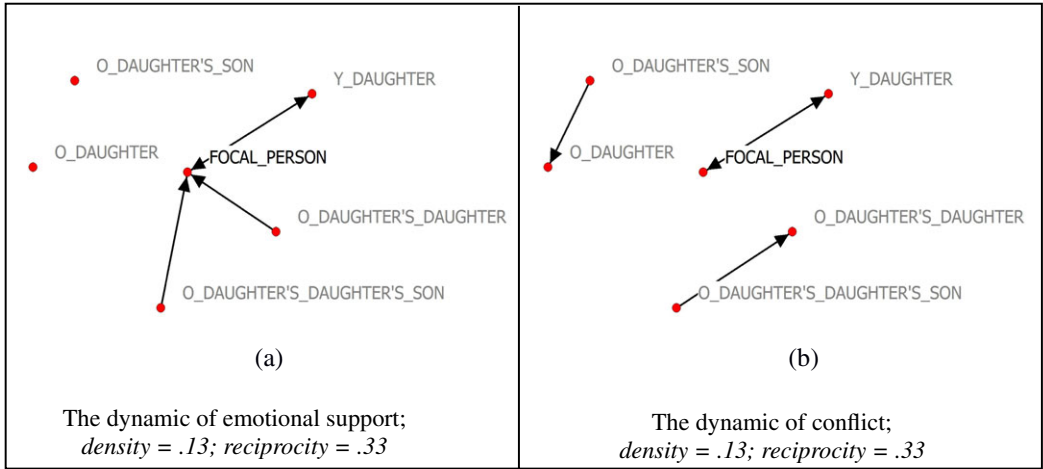 O_DAUGHTER'S_SON
Y_DAUGHTER
O_DAUGHTER
FOCAL_PERSON
O_DAUGHTER'S_DAUGHTER
O_DAUGHTER'S_DAUGHTER'S_SON
(a)
The dynamic of emotional support;
density = .13; reciprocity = .33
O_DAUGHTER'S_SON
Y_DAUGHTER
O_DAUGHTER
FOCAL_PERSON
O_DAUGHTER'S_DAUGHTER
O_DAUGHTER'S_DAUGHTER'S_SON
(b)
The dynamic of conflict;
density = .13; reciprocity = .33